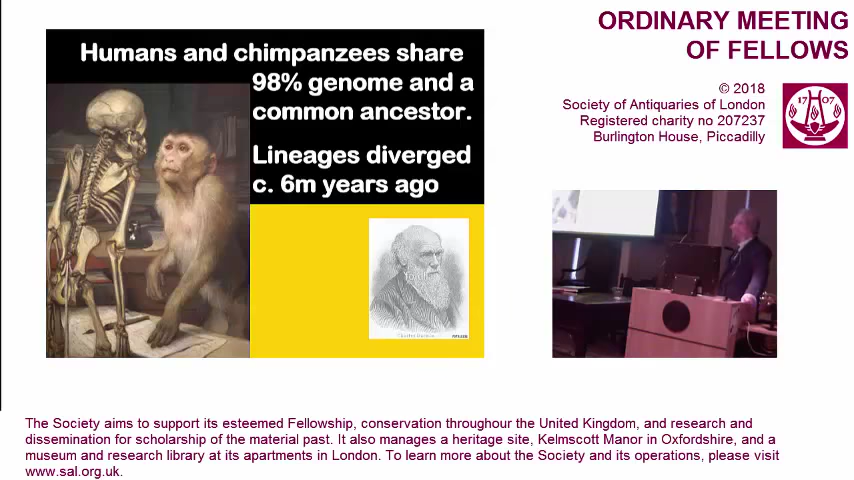 Humans and chimpanzees share
98% genome and a
common ancestor.
Lineages diverged
c. 6m years ago
ORDINARY MEETING
OF FELLOWS
© 2018
Society of Antiquaries of London
Registered charity no 207237
Burlington House, Piccadilly
17 07
The Society aims to support its esteemed Fellowship, conservation throughour the United Kingdom, and research and
dissemination for scholarship of the material past. It also manages a heritage site, Kelmscott Manor in Oxfordshire, and a
museum and research library at its apartments in London. To learn more about the Society and its operations, please visit
www.sal.org.uk.